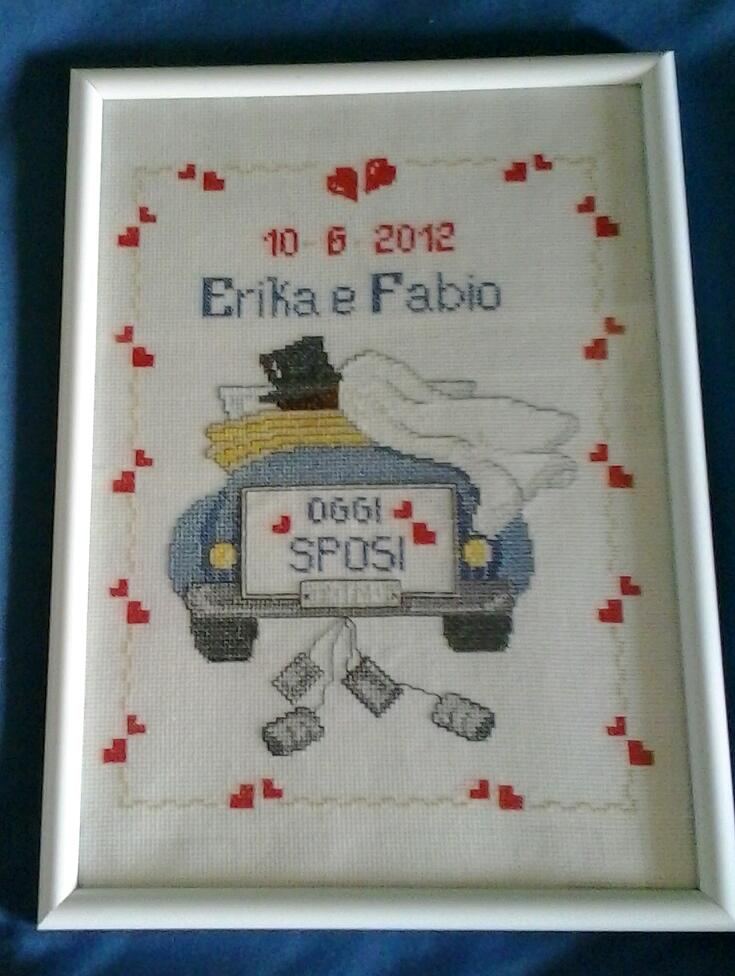 10-6-2012
Erika e Fabio
OGGI
SPOSI